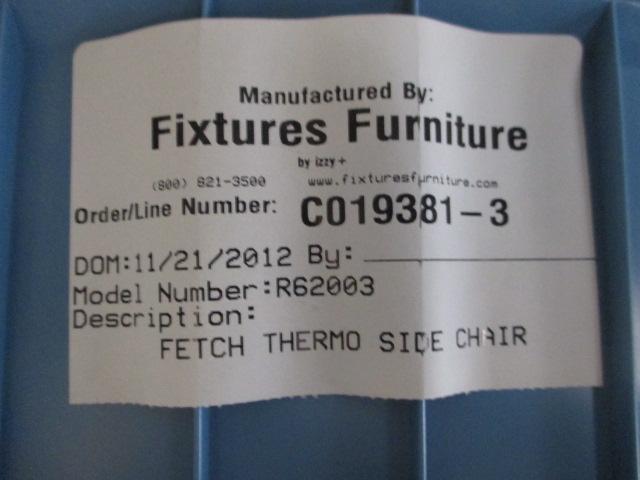 Manufactured By:
Fixtures Furniture
by izzy+
(800) 821-3500 www.fixturesfurniture.com
Order/Line Number: C019381-3
DOM:11/21/2012 By:
Model Number:R62003
Description:
FETCH THERMO SIDE CHAIR